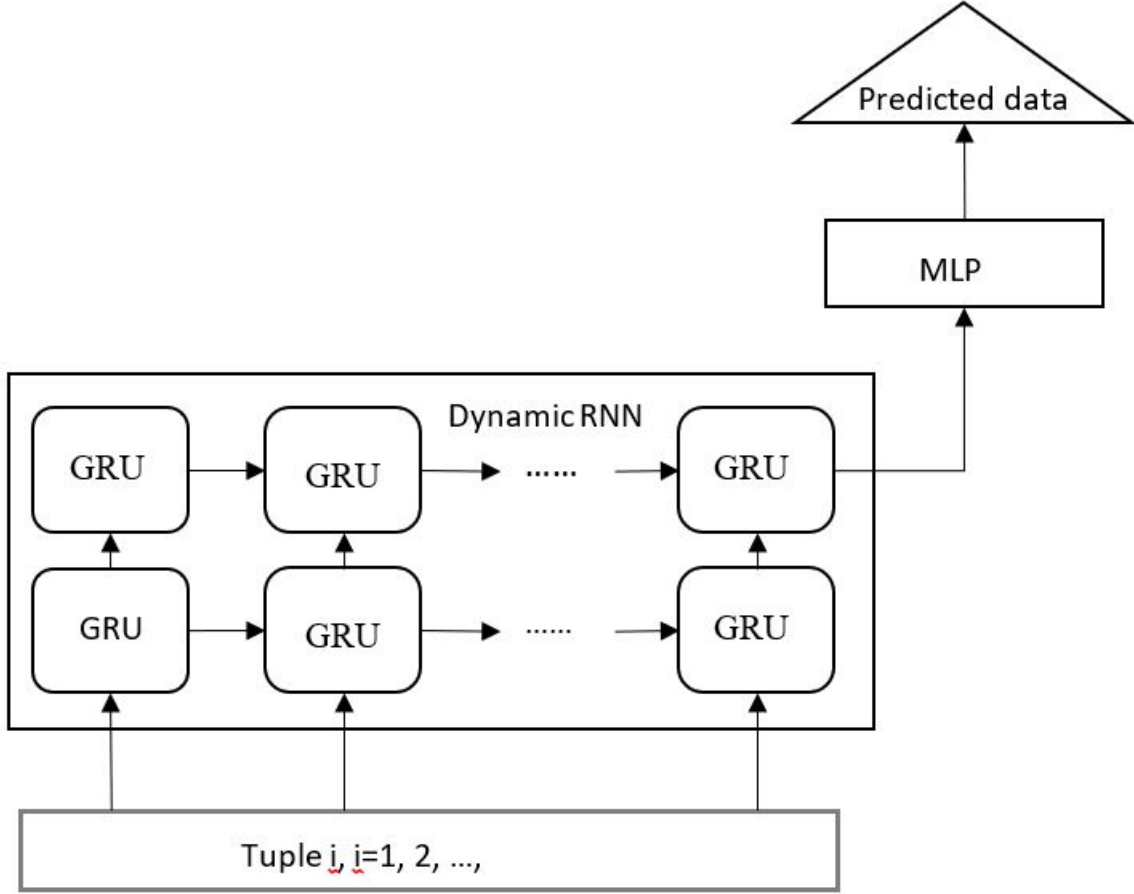 Predicted data
MLP
Dynamic RNN
GRU
GRU
......
GRU
GRU
GRU
......
GRU
Tuple i, i=1, 2, ...,